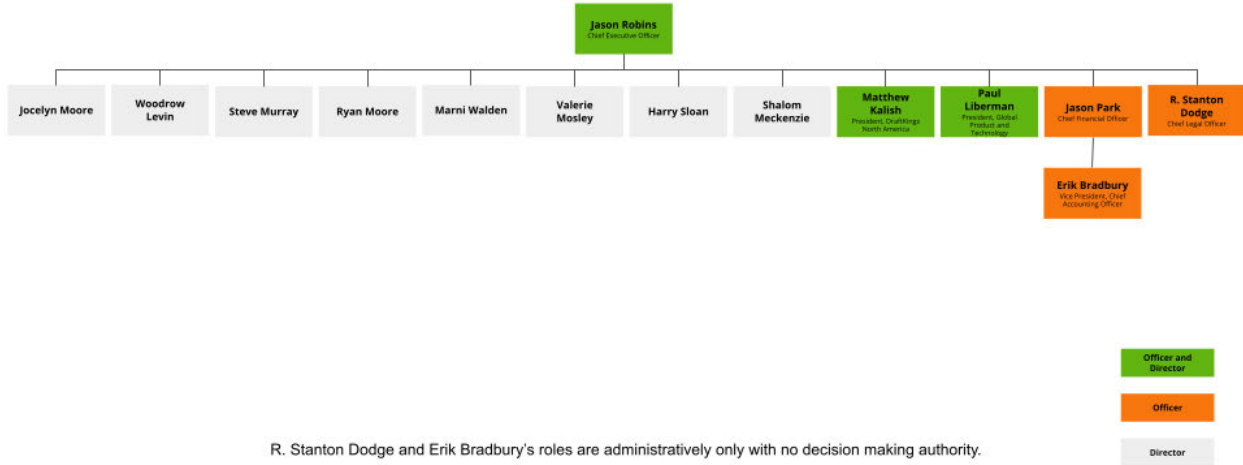 Jason Robins
Chief Executive Officer
Jocelyn Moore
Woodrow
Levin
Steve Murray
Ryan Moore
Marni Walden
Valerie
Mosley
Harry Sloan
Shalom
Meckenzie
Matthew
Kalish
President, DraftKings
North America
Paul
Liberman
President, Global
Product and
Technology
Jason Park
Chief Financial Officer
R. Stanton
Dodge
Chief Legal Officer
Erik Bradbury
Vice President, Chief
Accounting Officer
Officer and
Director
Officer
Director
R. Stanton Dodge and Erik Bradbury's roles are administratively only with no decision making authority.